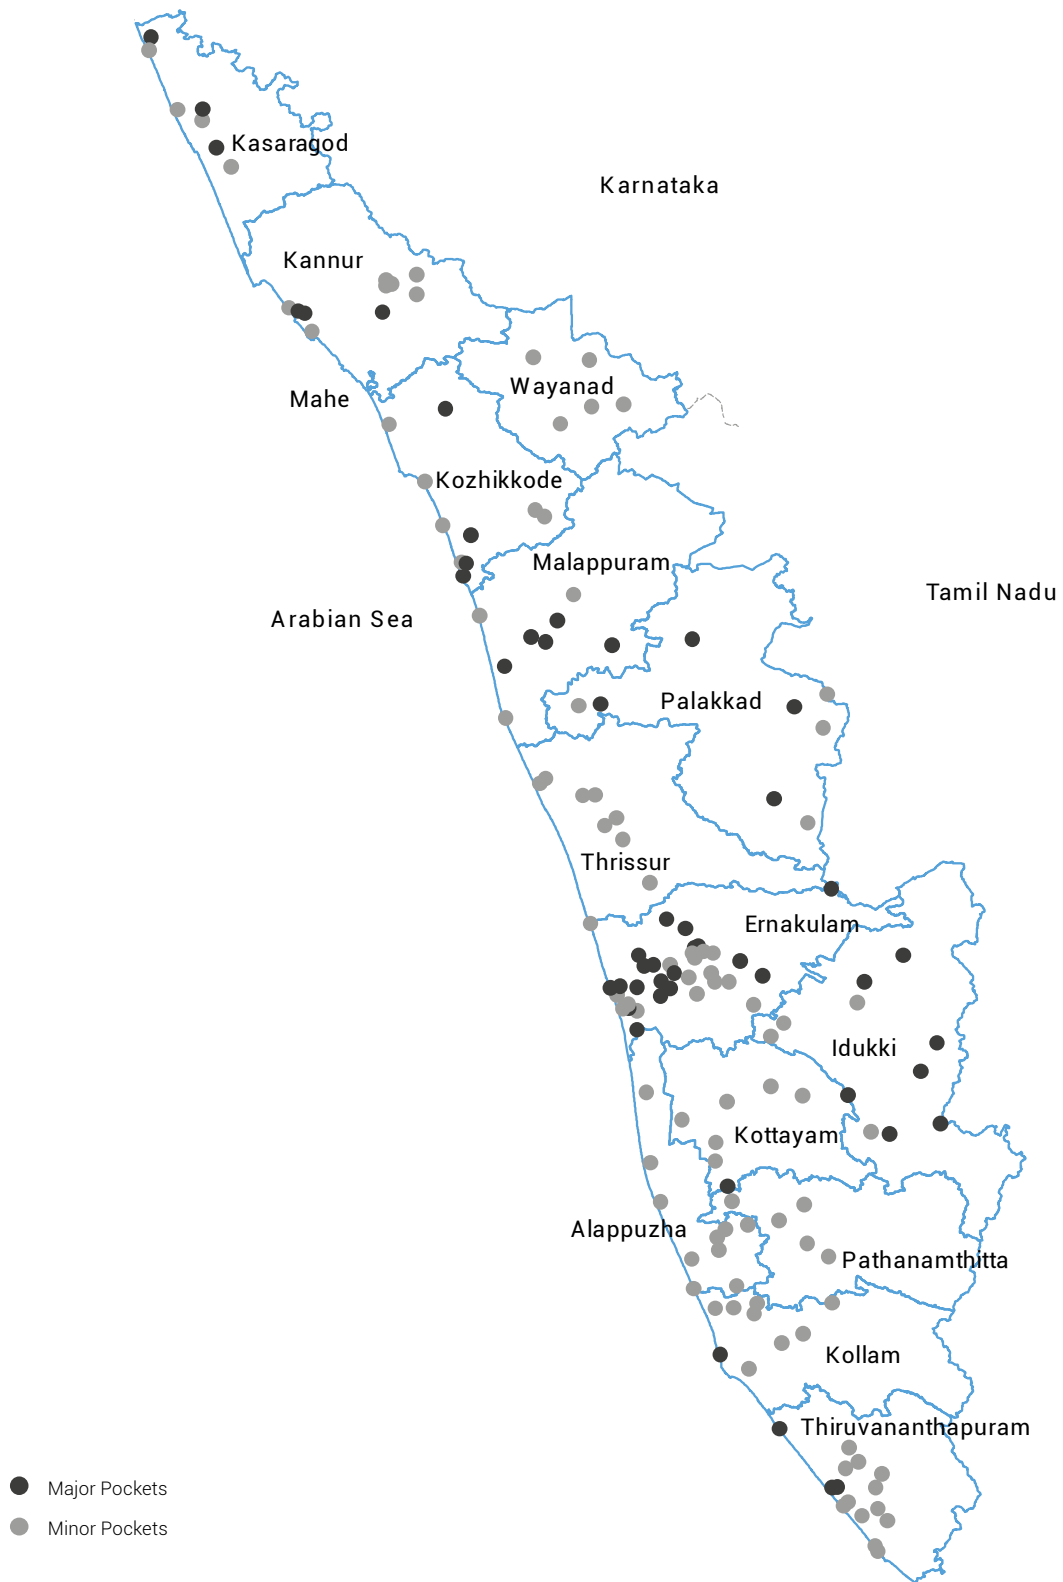 Kasaragod
Karnataka
Kannur
Wayanad
Mahe
Kozhikkode
Malappuram
Tamil Nadu
Arabian Sea
Palakkad
Thrissur
Ernakulam
Idukki
Kottayam
Alappuzha
Pathanamthitta
Kollam
Thiruvananthapuram
Major Pockets
Minor Pockets